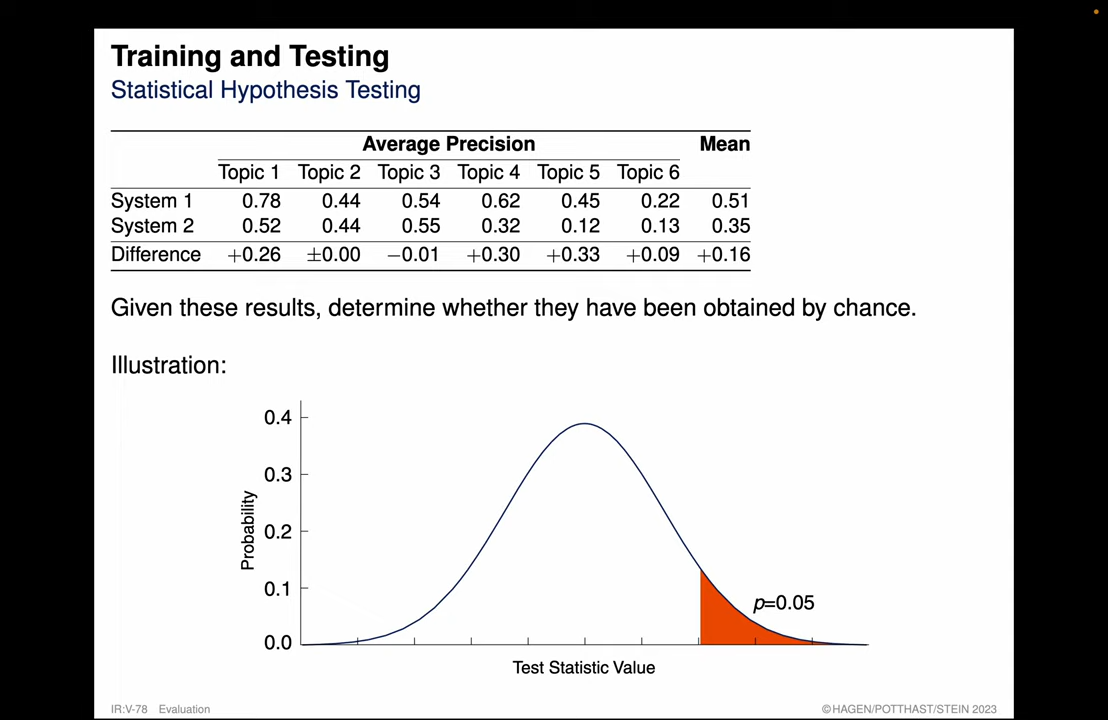 Training and Testing
Statistical Hypothesis Testing
Average Precision Mean
Topic 1 Topic 2 Topic 3 Topic 4 Topic 5 Topic 6
System 1 0.78 0.44 0.54 0.62 0.45 0.22 0.51
System 2 0.52 0.44 0.55 0.32 0.12 0.13 0.35
Difference +0.26 ±0.00 −0.01 +0.30 +0.33 +0.09 +0.16
Given these results, determine whether they have been obtained by chance.
Illustration:
0.4
0.3
0.2
0.1
0.0
Probability
p=0.05
Test Statistic Value
IR:V-78 Evaluation ©HAGEN/POTTHAST/STEIN 2023